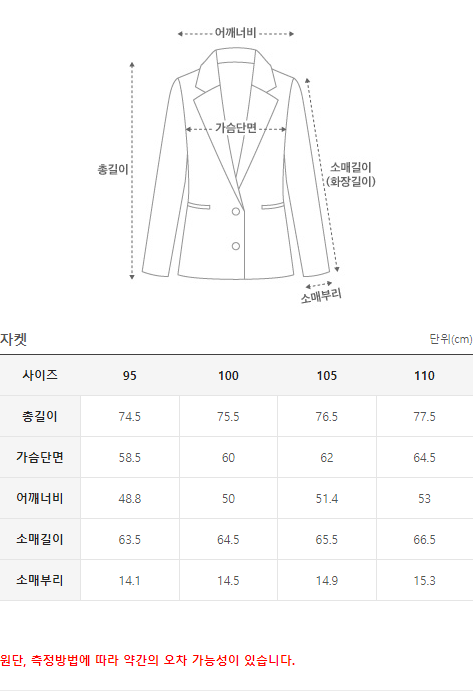 어깨너비
가슴단면
총길이
소매길이
(화장길이)
소매부리
자켓 단위(cm)
사이즈 95 100 105 110
총길이 74.5 75.5 76.5 77.5
가슴단면 58.5 60 62 64.5
어깨너비 48.8 50 51.4 53
소매길이 63.5 64.5 65.5 66.5
소매부리 14.1 14.5 14.9 15.3
원단, 측정방법에 따라 약간의 오차 가능성이 있습니다.